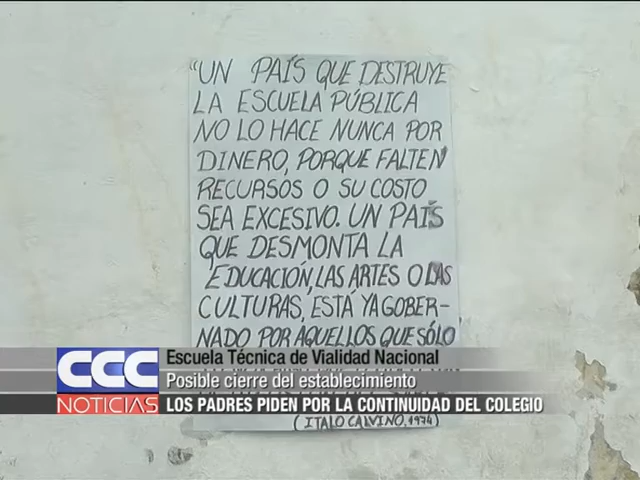 “UN PAÍS QUE DESTRUYE
LA ESCUELA PÚBLICA
NO LO HACE NUNCA POR
DINERO, PORQUE FALTEN
RECURSOS O SU COSTO
SEA EXCESIVO. UN PAÍS
QUE DESMONTA LA
EDUCACIÓN, LAS ARTES O LAS
CULTURAS, ESTÁ YA GOBER-
NADO POR AQUELLOS QUE SÓLO
(ITALO CALVINO, 1974)
CCC
NOTICIAS
Escuela Técnica de Vialidad Nacional
Posible cierre del establecimiento
LOS PADRES PIDEN POR LA CONTINUIDAD DEL COLEGIO